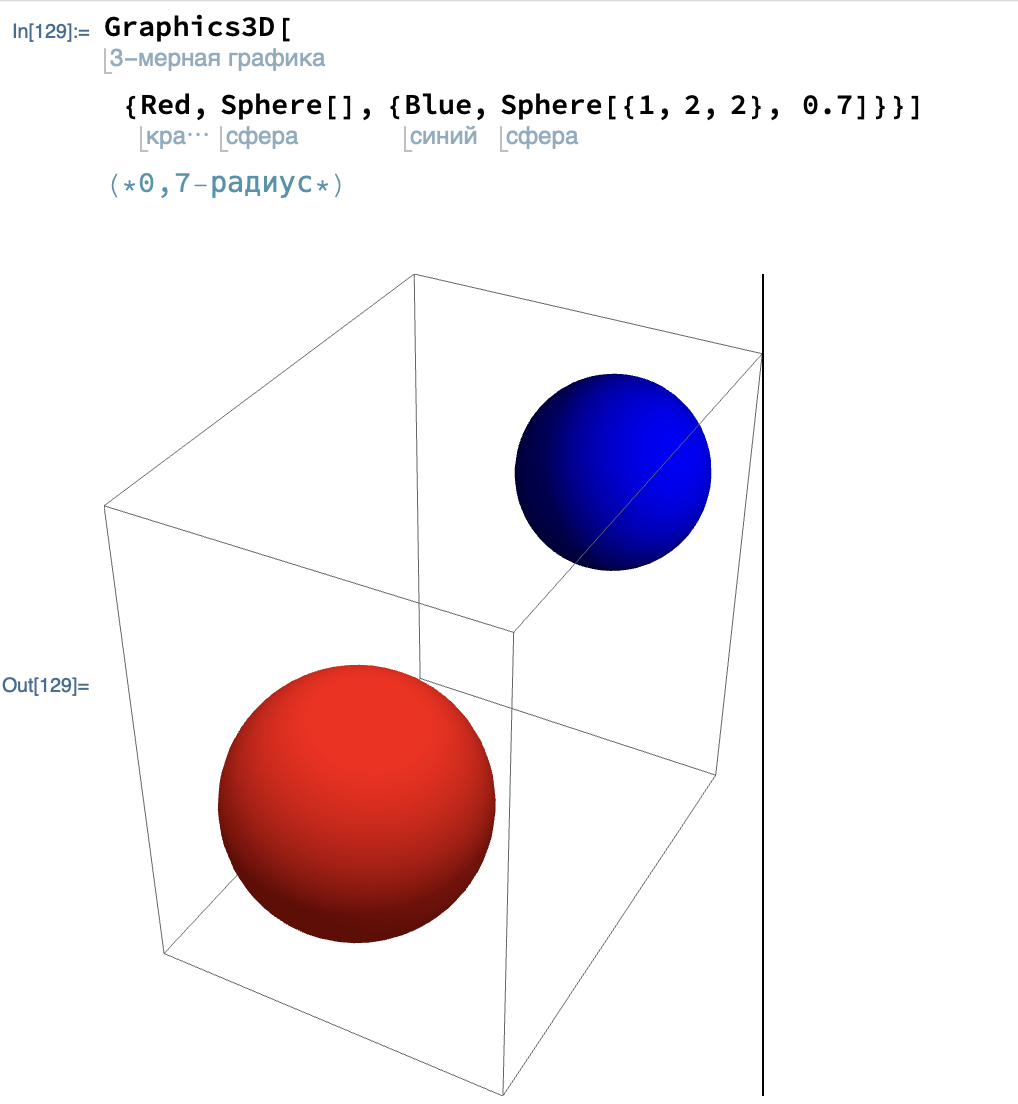 In[129]:= Graphics3D[
3-мерная графика
{Red, Sphere[], {Blue, Sphere[{1, 2, 2}, 0.7]}}]
кра··· сфера синий сфера
(*0,7-радиус*)
Out[129]=